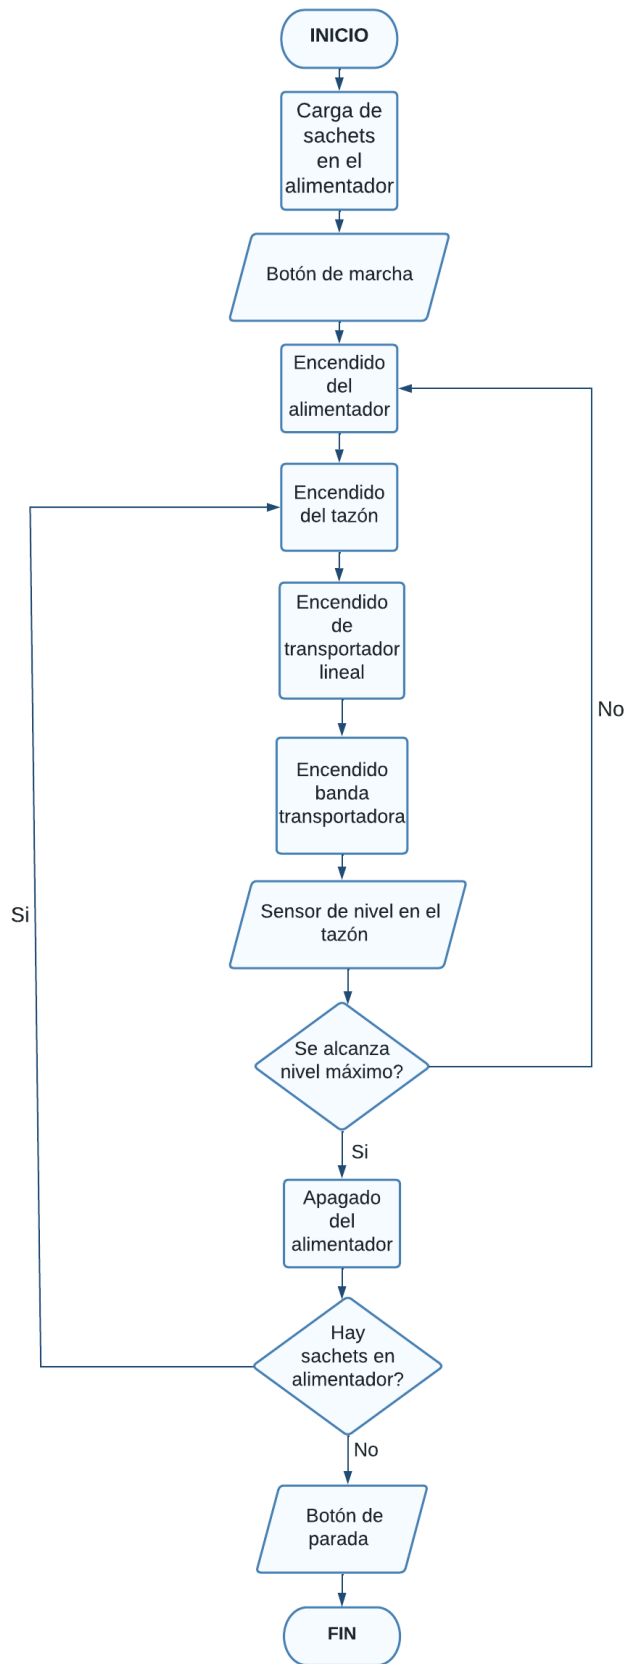 INICIO
Carga de
sachets
en el
alimentador
Botón de marcha
Encendido
del
alimentador
Encendido
del tazón
Encendido
de
transportador
lineal
No
Encendido
banda
transportadora
Si
Sensor de nivel en el
tazón
Se alcanza
nivel máximo?
Si
Apagado
del
alimentador
Hay
sachets en
alimentador?
No
Botón de
parada
FIN